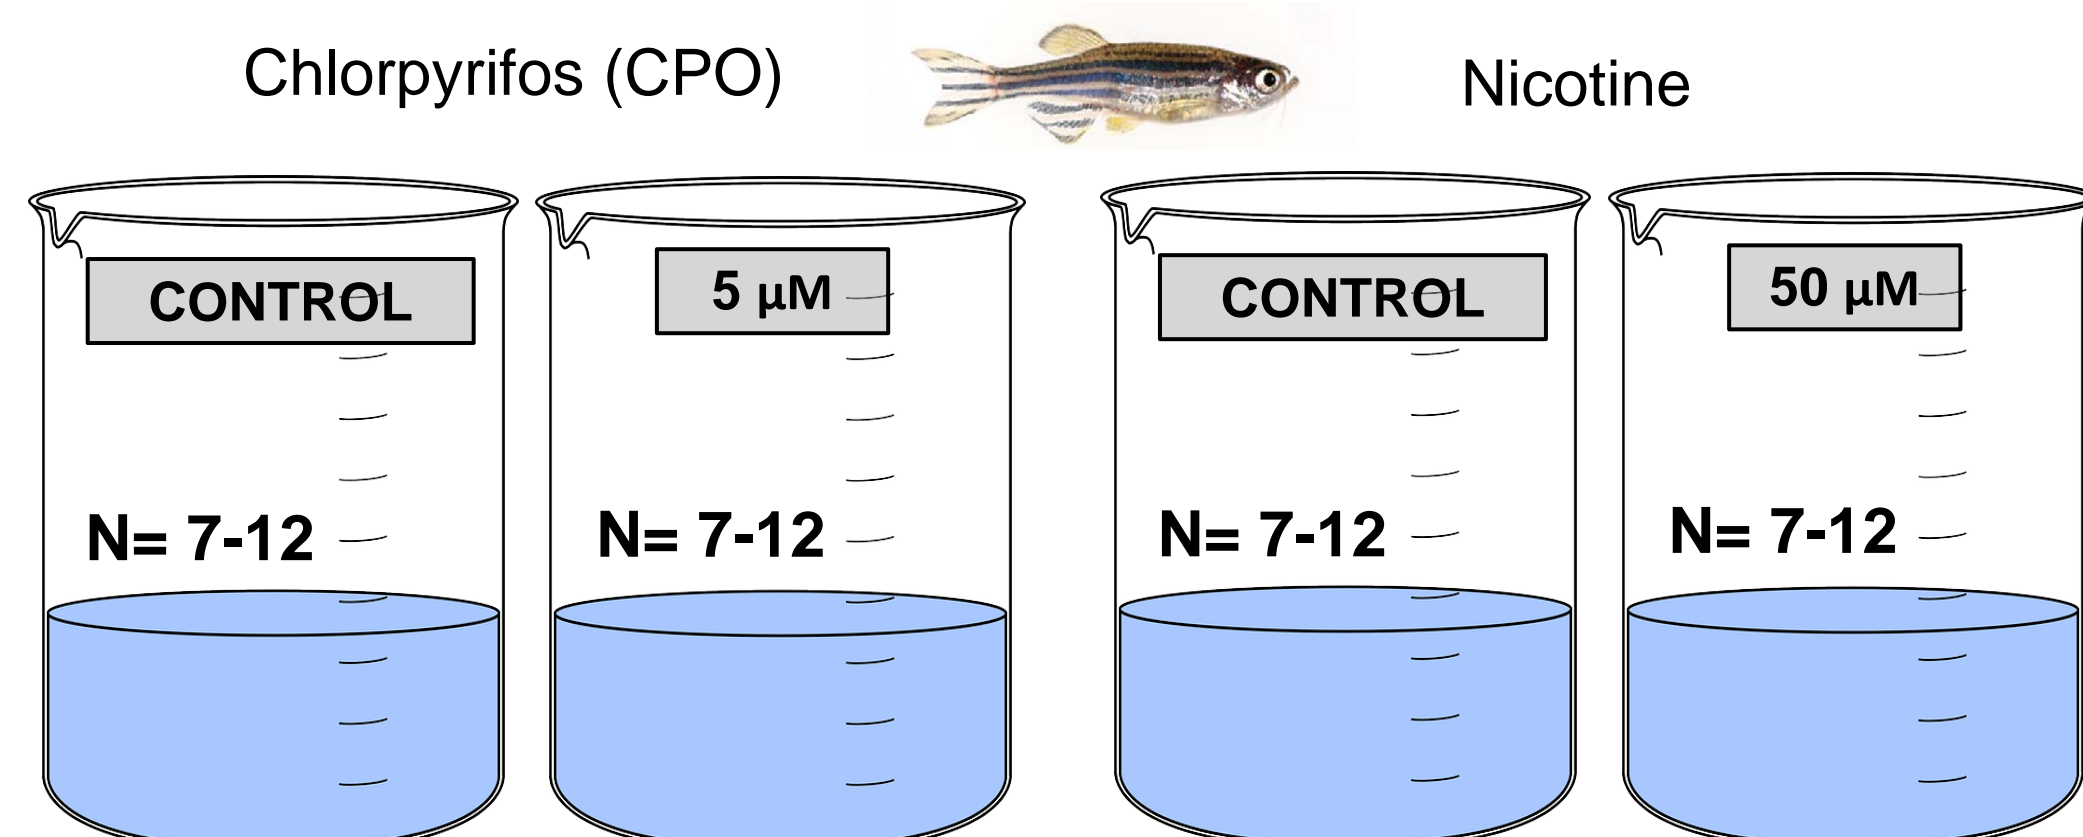 Chlorpyrifos (CPO)
Nicotine
CONTROL
5 µM
CONTROL
50 µM
N= 7-12
N= 7-12
N= 7-12
N= 7-12